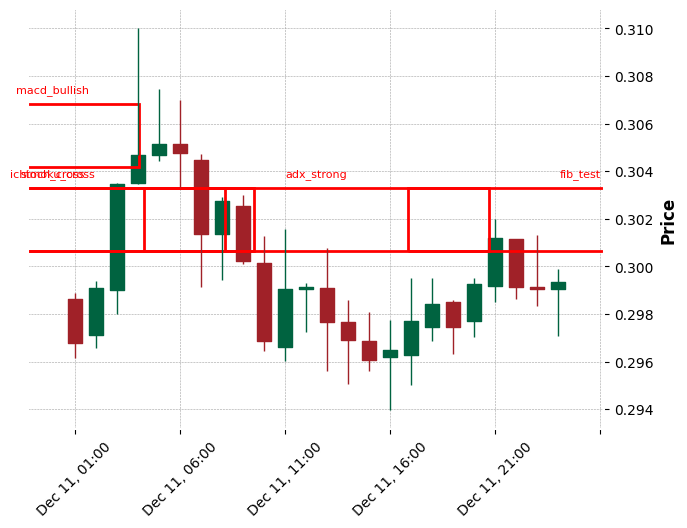 0.310
0.308
macd_bullish
0.306
0.304
adx_strong
fib_test
0.302
Price
0.300
0.298
0.296
0.294
Dec 11, 01:00
Dec 11, 06:00
Dec 11, 11:00
Dec 11, 16:00
Dec 11, 21:00